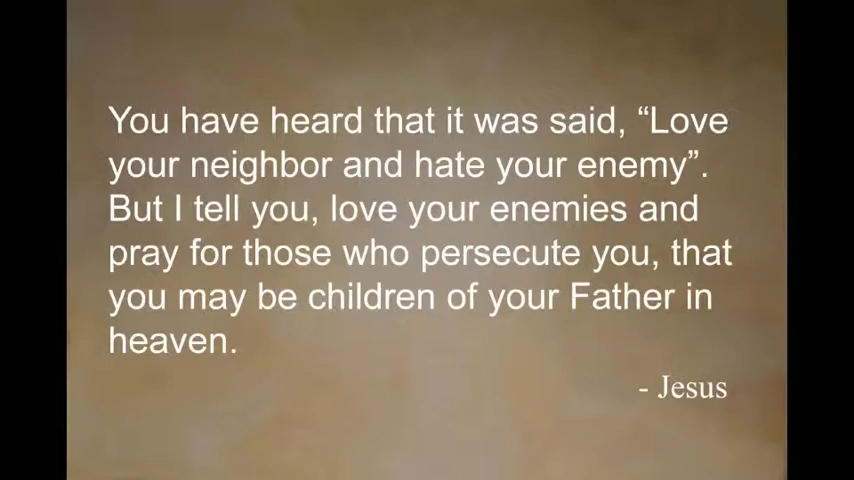 You have heard that it was said, “Love
your neighbor and hate your enemy”.
But I tell you, love your enemies and
pray for those who persecute you, that
you may be children of your Father in
heaven.
- Jesus